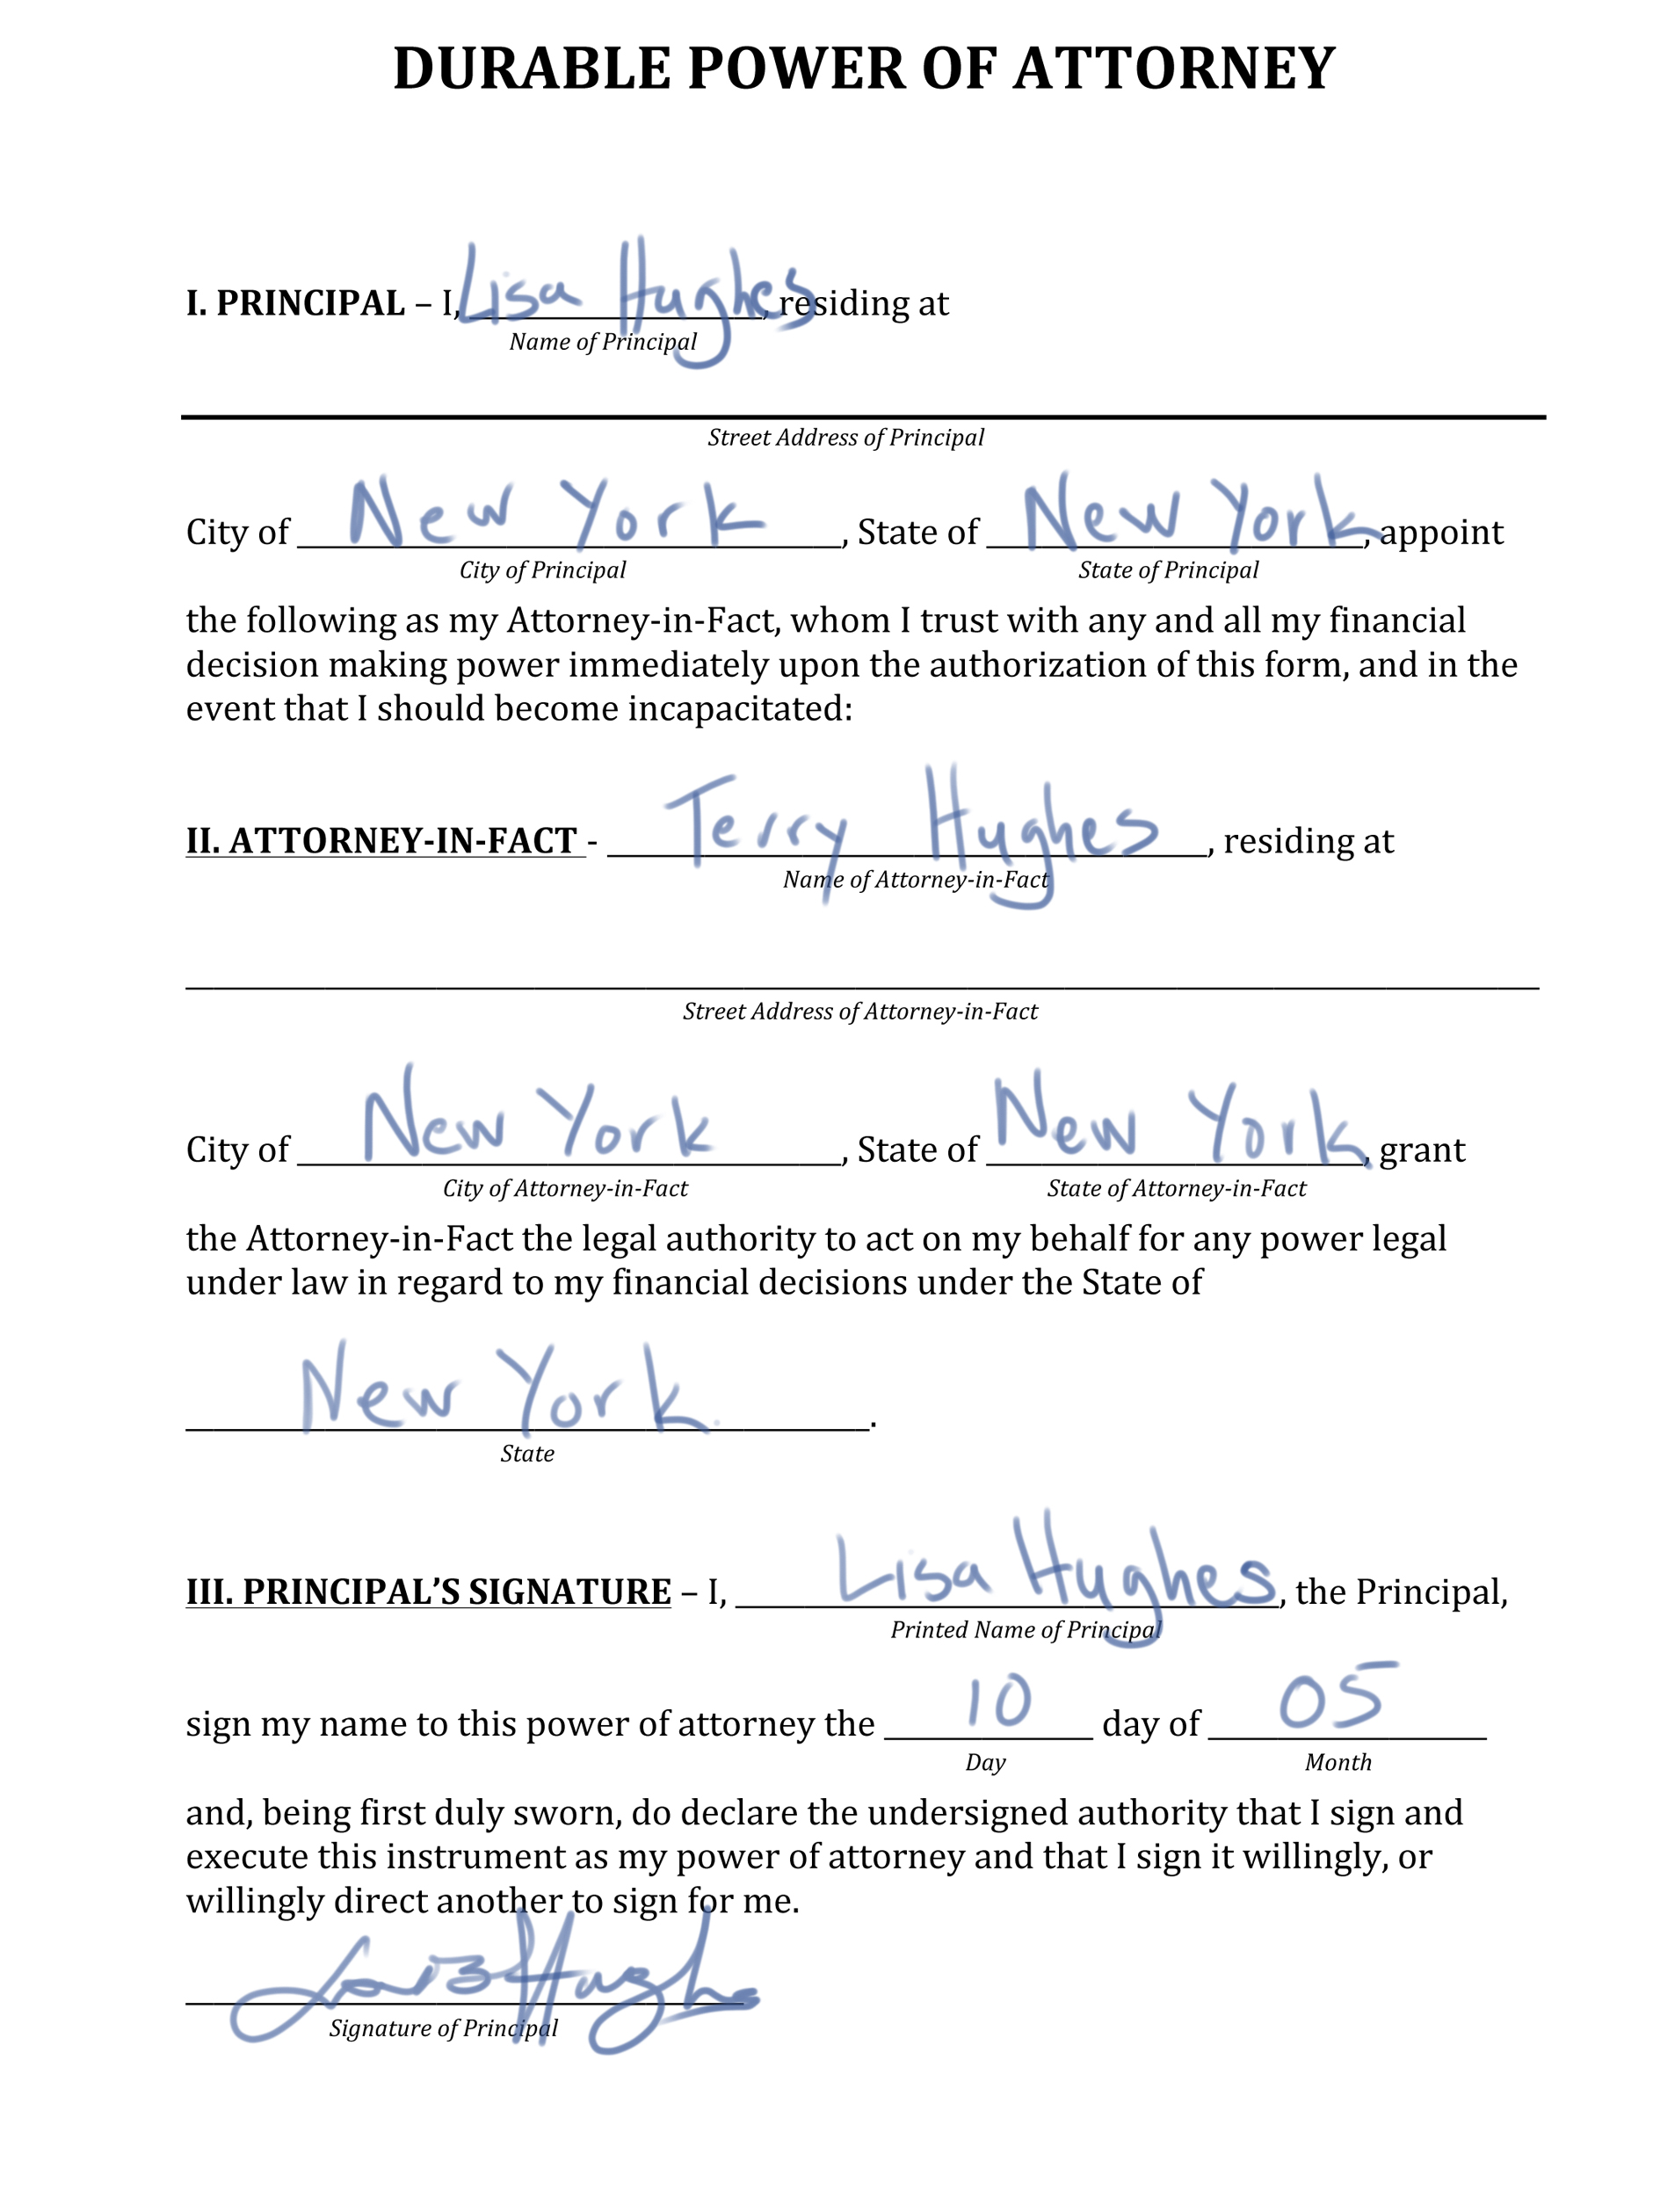 DURABLE POWER OF ATTORNEY
I. PRINCIPAL – I, Lisa Hughes, residing at
Name of Principal
Street Address of Principal
City of New York, State of New York, appoint
City of Principal State of Principal
the following as my Attorney-in-Fact, whom I trust with any and all my financial
decision making power immediately upon the authorization of this form, and in the
event that I should become incapacitated:
II. ATTORNEY-IN-FACT - Terry Hughes, residing at
Name of Attorney-in-Fact
Street Address of Attorney-in-Fact
City of New York, State of New York, grant
City of Attorney-in-Fact State of Attorney-in-Fact
the Attorney-in-Fact the legal authority to act on my behalf for any power legal
under law in regard to my financial decisions under the State of
New York.
State
III. PRINCIPAL’S SIGNATURE – I, Lisa Hughes, the Principal,
Printed Name of Principal
sign my name to this power of attorney the 10 day of 05
Day Month
and, being first duly sworn, do declare the undersigned authority that I sign and
execute this instrument as my power of attorney and that I sign it willingly, or
willingly direct another to sign for me.
Signature of Principal